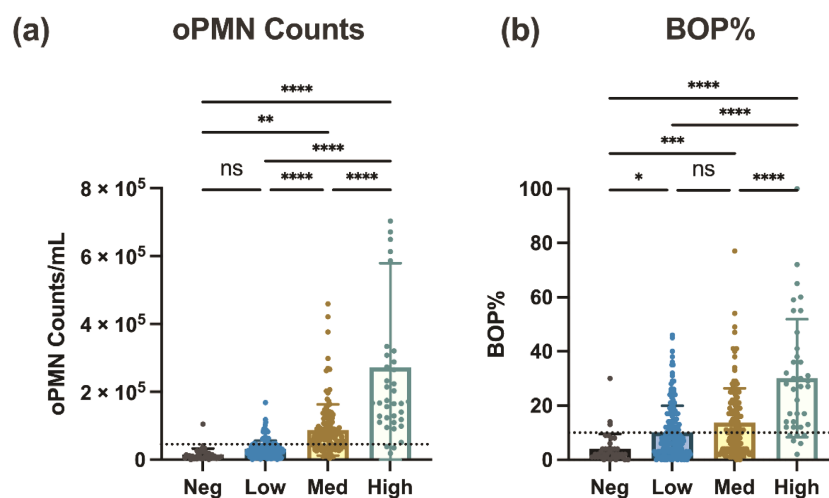 (a) oPMN Counts
****
**
****
ns **** ****
8 × 10⁵
6 × 10⁵
4 × 10⁵
2 × 10⁵
0
oPMN Counts/mL
Neg Low Med High
(b) BOP%
****
****
***
* ns ****
100
80
60
40
20
0
BOP%
Neg Low Med High